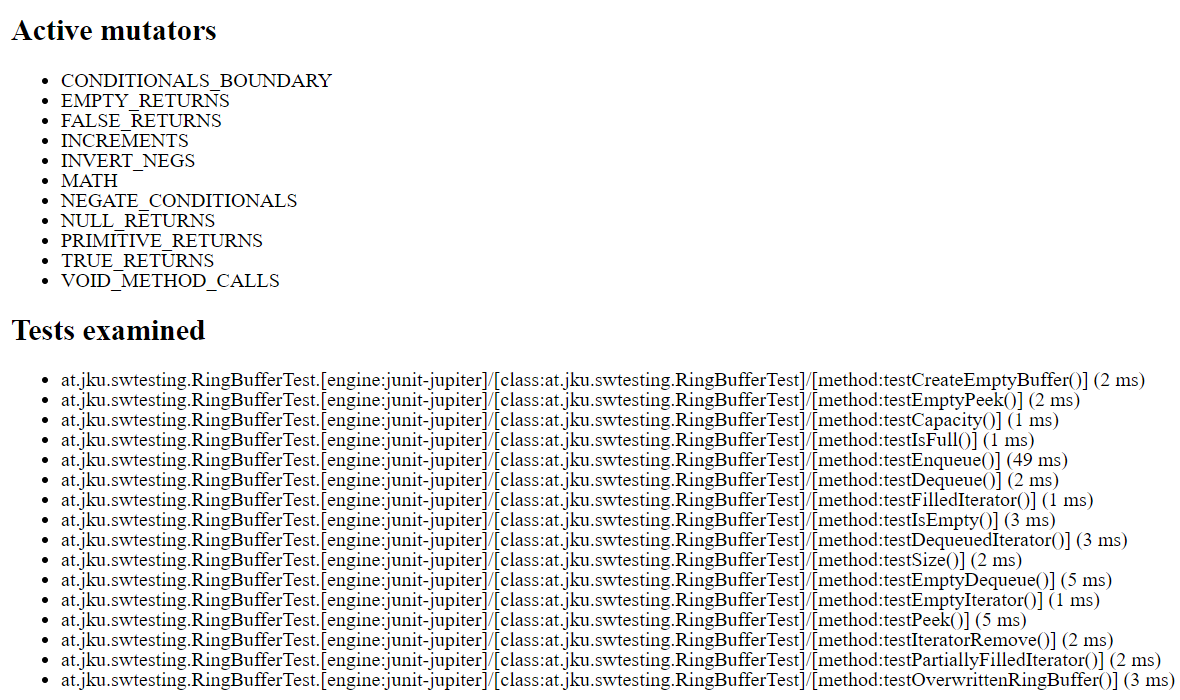 Active mutators
CONDITIONALS_BOUNDARY
EMPTY_RETURNS
FALSE_RETURNS
INCREMENTS
INVERT_NEGS
MATH
NEGATE_CONDITIONALS
NULL_RETURNS
PRIMITIVE_RETURNS
TRUE_RETURNS
VOID_METHOD_CALLS
Tests examined
at.jku.swtesting.RingBufferTest.[engine:junit-jupiter]/[class:at.jku.swtesting.RingBufferTest]/[method:testCreateEmptyBuffer()] (2 ms)
at.jku.swtesting.RingBufferTest.[engine:junit-jupiter]/[class:at.jku.swtesting.RingBufferTest]/[method:testEmptyPeek()] (2 ms)
at.jku.swtesting.RingBufferTest.[engine:junit-jupiter]/[class:at.jku.swtesting.RingBufferTest]/[method:testCapacity()] (1 ms)
at.jku.swtesting.RingBufferTest.[engine:junit-jupiter]/[class:at.jku.swtesting.RingBufferTest]/[method:testIsFull()] (1 ms)
at.jku.swtesting.RingBufferTest.[engine:junit-jupiter]/[class:at.jku.swtesting.RingBufferTest]/[method:testEnqueue()] (49 ms)
at.jku.swtesting.RingBufferTest.[engine:junit-jupiter]/[class:at.jku.swtesting.RingBufferTest]/[method:testDequeue()] (2 ms)
at.jku.swtesting.RingBufferTest.[engine:junit-jupiter]/[class:at.jku.swtesting.RingBufferTest]/[method:testFilledIterator()] (1 ms)
at.jku.swtesting.RingBufferTest.[engine:junit-jupiter]/[class:at.jku.swtesting.RingBufferTest]/[method:testIsEmpty()] (3 ms)
at.jku.swtesting.RingBufferTest.[engine:junit-jupiter]/[class:at.jku.swtesting.RingBufferTest]/[method:testDequeuedIterator()] (3 ms)
at.jku.swtesting.RingBufferTest.[engine:junit-jupiter]/[class:at.jku.swtesting.RingBufferTest]/[method:testSize()] (2 ms)
at.jku.swtesting.RingBufferTest.[engine:junit-jupiter]/[class:at.jku.swtesting.RingBufferTest]/[method:testEmptyDequeue()] (5 ms)
at.jku.swtesting.RingBufferTest.[engine:junit-jupiter]/[class:at.jku.swtesting.RingBufferTest]/[method:testEmptyIterator()] (1 ms)
at.jku.swtesting.RingBufferTest.[engine:junit-jupiter]/[class:at.jku.swtesting.RingBufferTest]/[method:testPeek()] (5 ms)
at.jku.swtesting.RingBufferTest.[engine:junit-jupiter]/[class:at.jku.swtesting.RingBufferTest]/[method:testIteratorRemove()] (2 ms)
at.jku.swtesting.RingBufferTest.[engine:junit-jupiter]/[class:at.jku.swtesting.RingBufferTest]/[method:testPartiallyFilledIterator()] (2 ms)
at.jku.swtesting.RingBufferTest.[engine:junit-jupiter]/[class:at.jku.swtesting.RingBufferTest]/[method:testOverwrittenRingBuffer()] (3 ms)